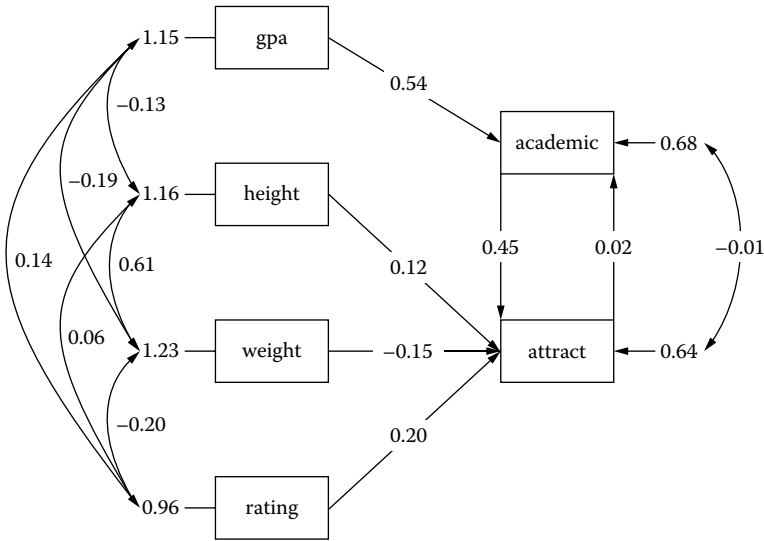 1.15 gpa
0.54
−0.13
academic 0.68
−0.19
1.16 height
0.45 0.02 −0.01
0.14 0.61 0.12
0.06
1.23 weight −0.15 attract 0.64
−0.20
0.20
0.96 rating